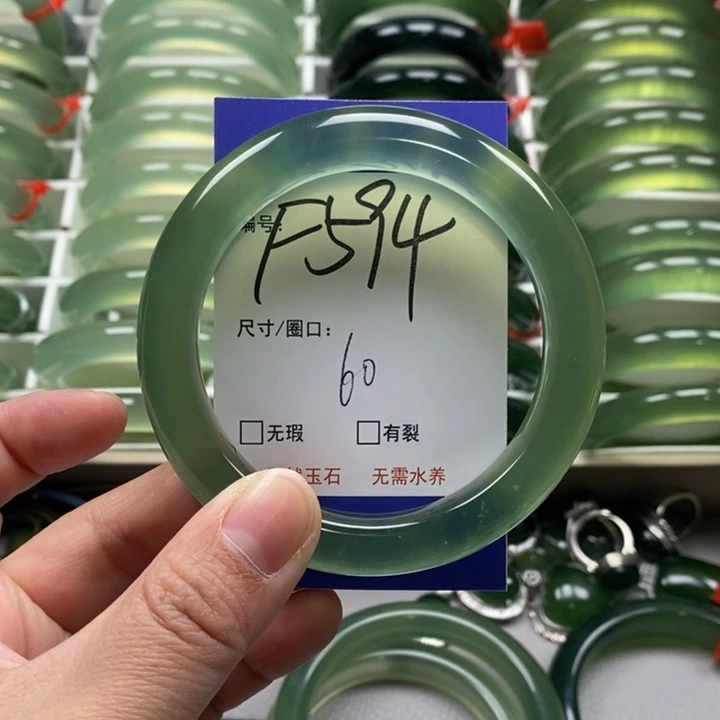 编号: F594
尺寸/圈口:
60
□无瑕 □有裂
玉石 无需水养